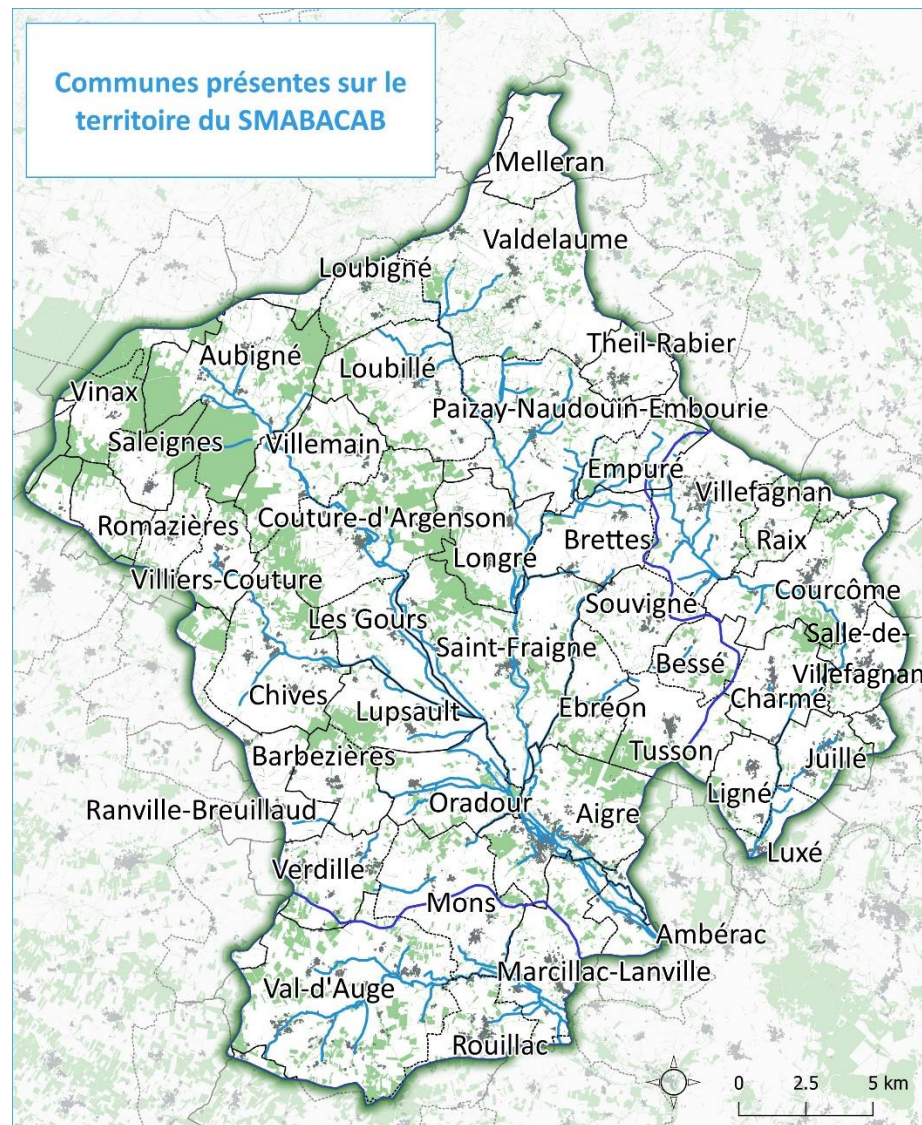 Communes présentes sur le
territoire du SMABACAB
Melleran
Valdelaume
Loubigné
Theil-Rabier
Aubigné
Loubillé
Vinax
Paizay-Naudouin-Embourie
Saleignes
Villemain
Empuré
Villefagnan
Romazières
Couture-d'Argenson
Brettes
Raix
Longré
Villiers-Couture
Courcôme
Souvigné
Les Gours
Salle-de-
Villefagnan
Saint-Fraigne
Bessé
Chives
Charmé
Lupsault
Ebréon
Barbezières
Tusson
Juillé
Ranville-Breuillaud
Oradour
Aigre
Ligné
Luxé
Verdille
Mons
Ambérac
Val-d'Auge
Marcillac-Lanville
Rouillac
0 2.5 5 km